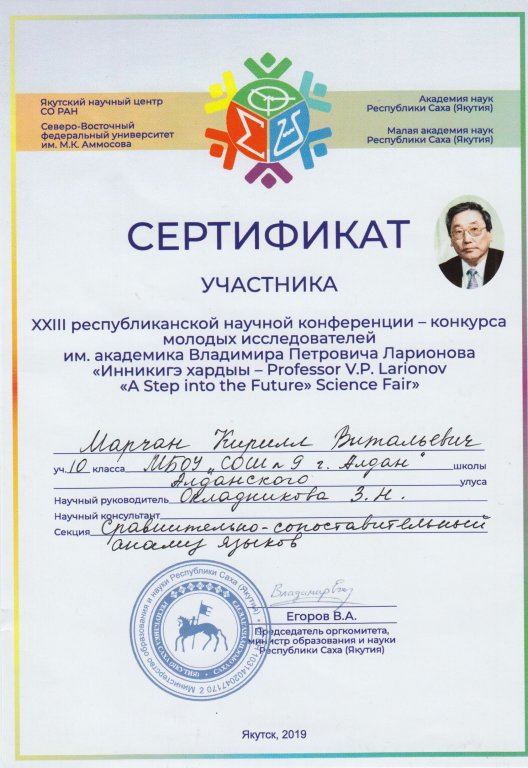 Якутский научный центр
СО РАН
Северо-Восточный
федеральный университет
им. М.К. Аммосова
Академия наук
Республики Саха (Якутия)
Малая академия наук
Республики Саха (Якутия)
СЕРТИФИКАТ
УЧАСТНИКА
XXIII республиканской научной конференции – конкурса
молодых исследователей
им. академика Владимира Петровича Ларионова
«Инникигэ хардыы – Professor V.P. Larionov
«A Step into the Future» Science Fair»
Марчан Кирилл Витальевич
уч. 10 класса МБОУ „СОШ №9 г. Алдан" школы
Алданского улуса
Научный руководитель Окладникова З.Н.
Научный консультант
Секция Сравнительно-сопоставительный
анализ языков
Министерство образования и науки Республики Саха (Якутия) 1031402047170
Егоров В.А.
Председатель оргкомитета,
министр образования и науки
Республики Саха (Якутия)
Якутск, 2019